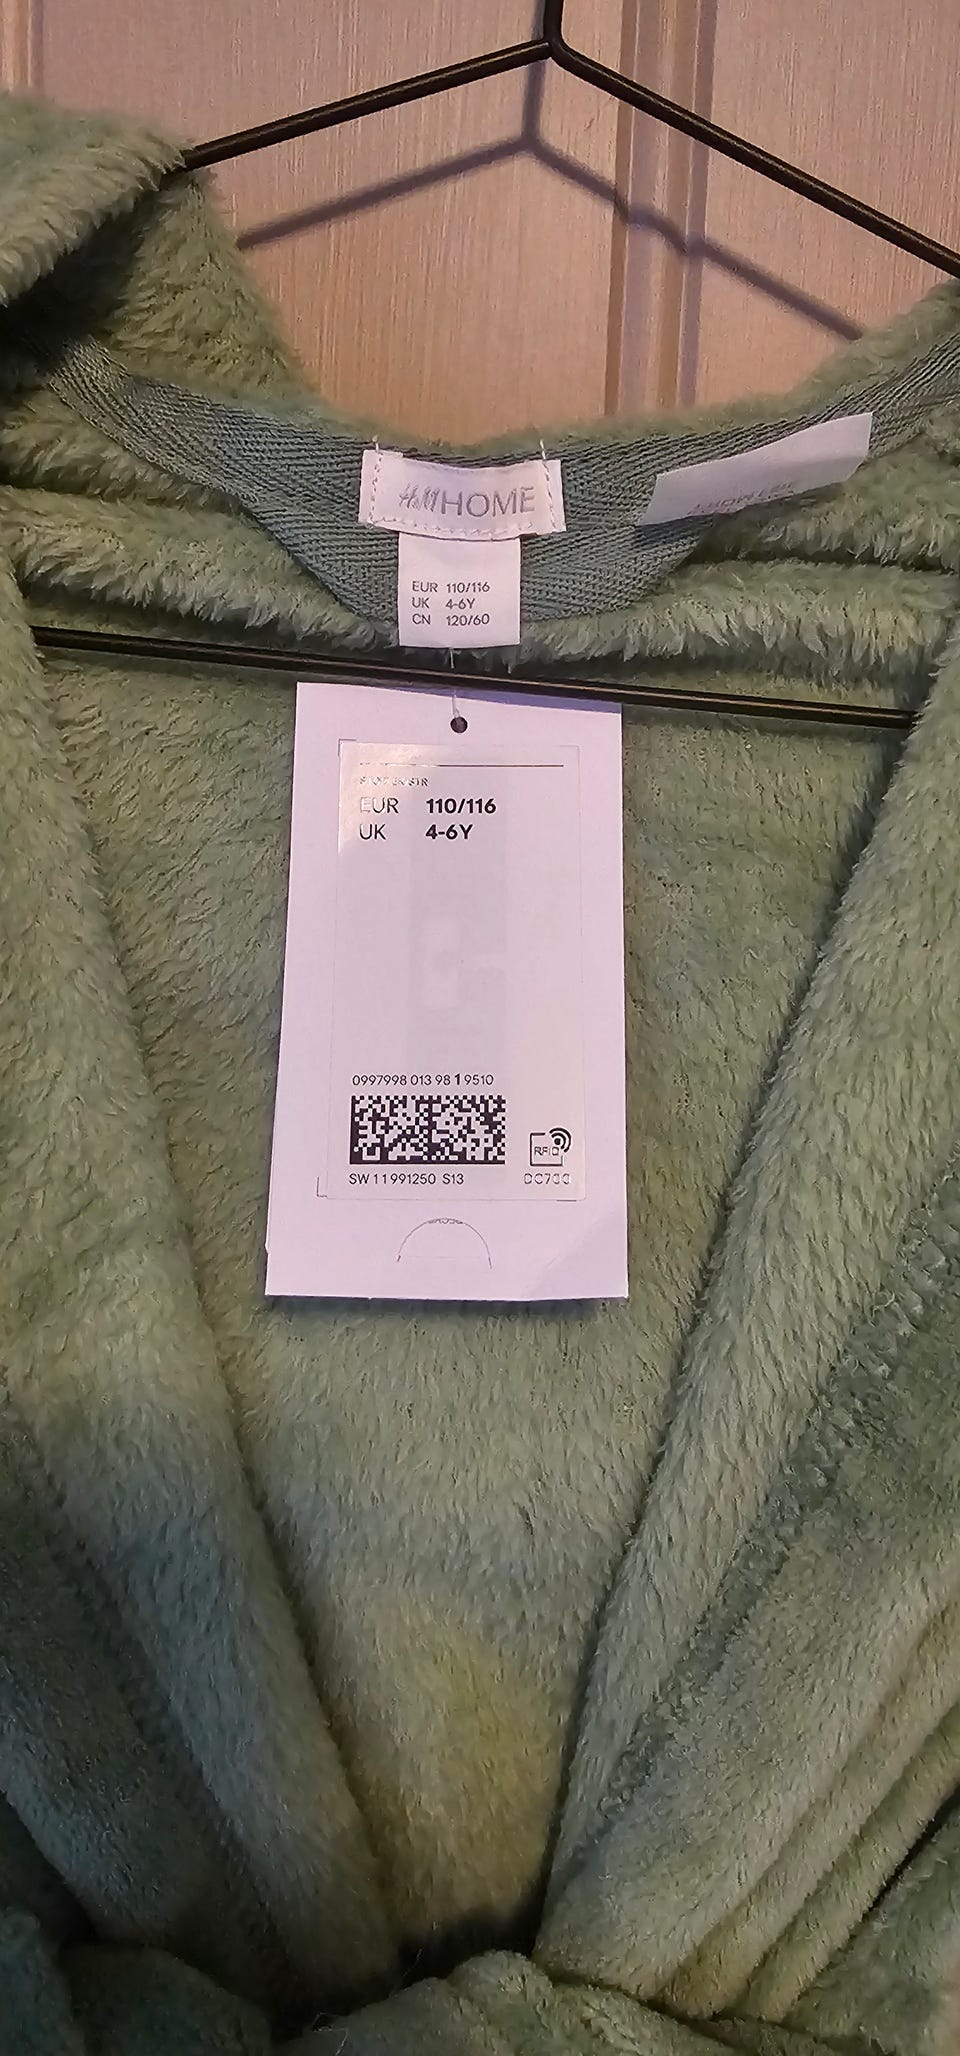 H&M HOME
EUR 110/116
UK 4-6Y
CN 120/60
EUR 110/116
UK 4-6Y
0997998 013 98 1 9510
RFID
SW 11991250 S13